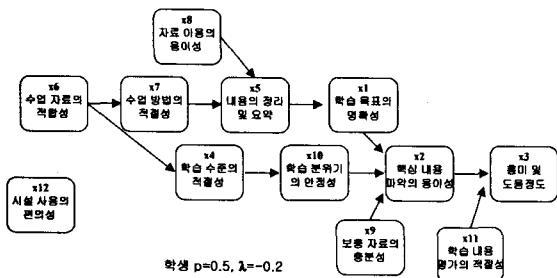 x8
자료 이용의
용이성
x6
수업 자료의
적합성
x7
수업 방법의
적절성
x5
내용의 정리
및 요약
x1
학습 목표의
명확성
x4
학습 수준의
적절성
x10
학습 분위기
의 안정성
x2
핵심 내용
파악의 용이성
x3
흥미 및
도움정도
x12
시설 사용의
편의성
x9
보충 자료의
충분성
x11
학습 내용
평가의 적절성
학생 p=0.5, λ=-0.2